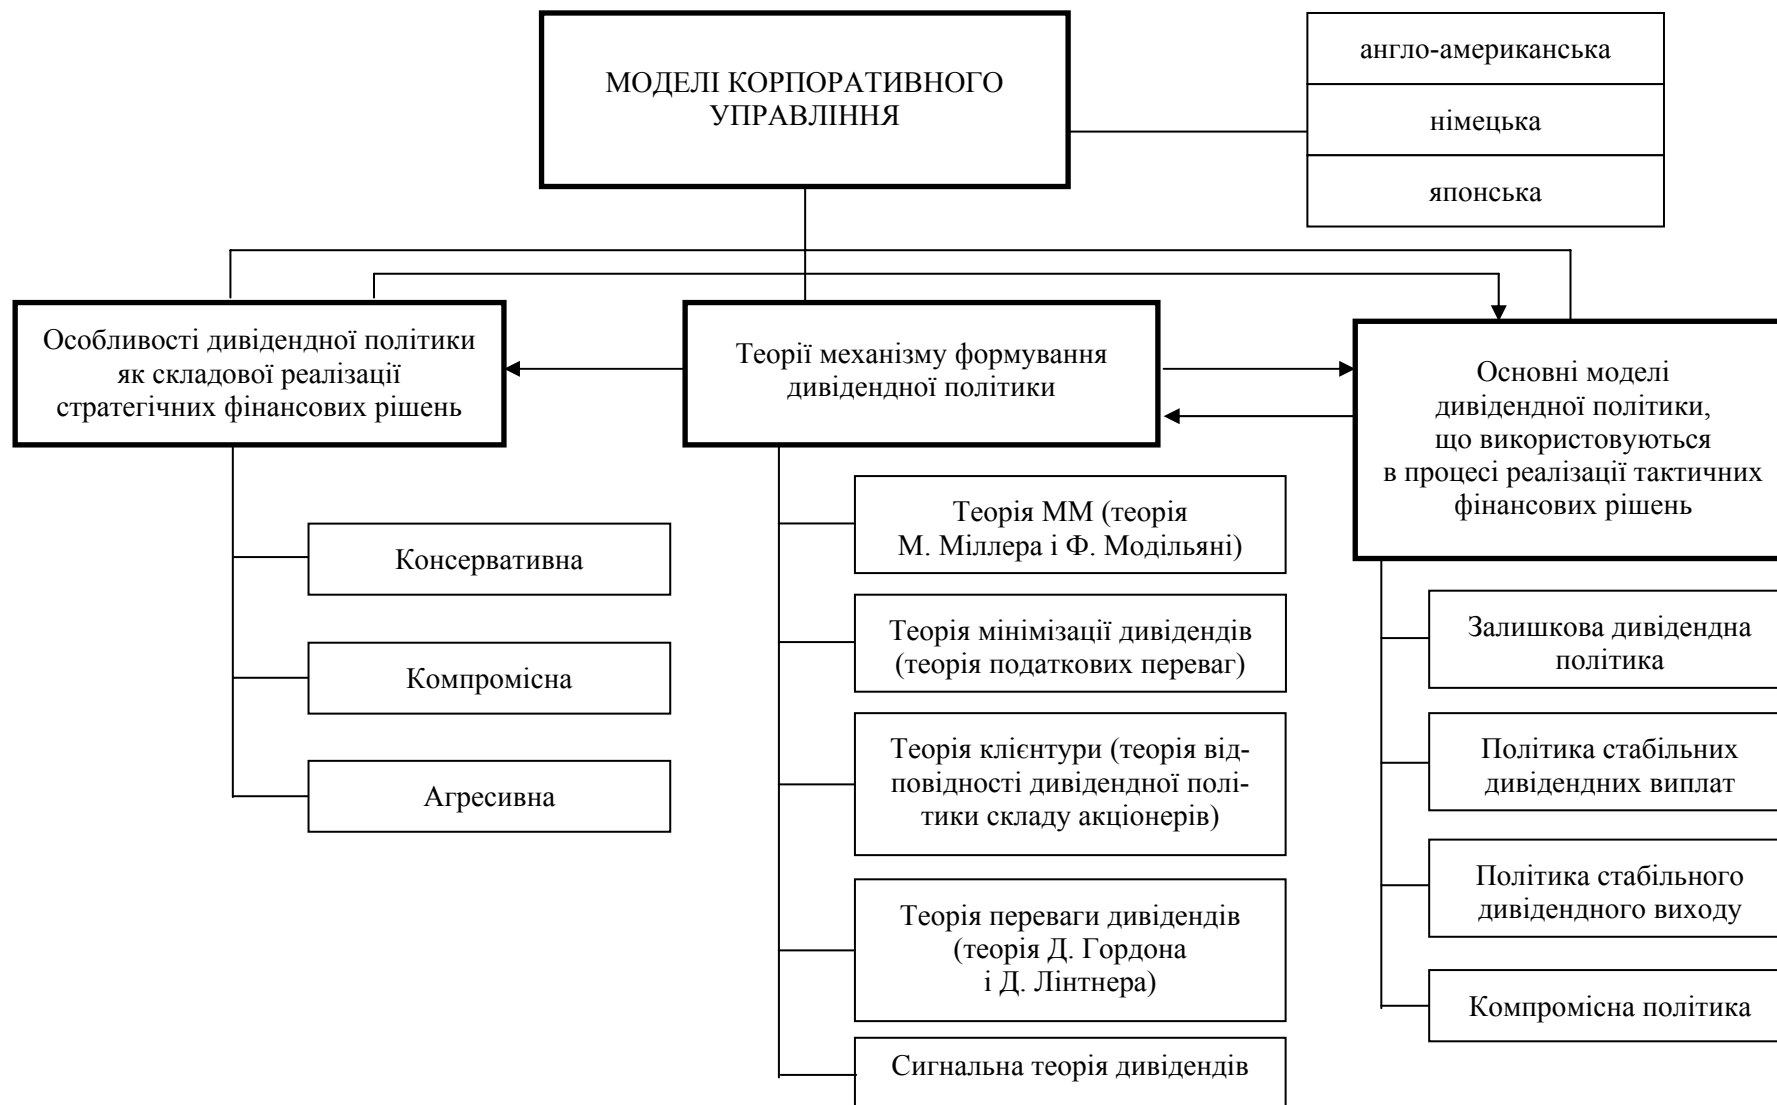 МОДЕЛІ КОРПОРАТИВНОГО
УПРАВЛІННЯ
англо-американська
німецька
японська
Особливості дивідендної політики
як складової реалізації
стратегічних фінансових рішень
Консервативна
Компромісна
Агресивна
Теорії механізму формування
дивідендної політики
Теорія ММ (теорія
М. Міллера і Ф. Модільяні)
Теорія мінімізації дивідендів
(теорія податкових переваг)
Теорія клієнтури (теорія від-
повідності дивідендної полі-
тики складу акціонерів)
Теорія переваги дивідендів
(теорія Д. Гордона
і Д. Лінтнера)
Сигнальна теорія дивідендів
Основні моделі
дивідендної політики,
що використовуються
в процесі реалізації тактичних
фінансових рішень
Залишкова дивідендна
політика
Політика стабільних
дивідендних виплат
Політика стабільного
дивідендного виходу
Компромісна політика